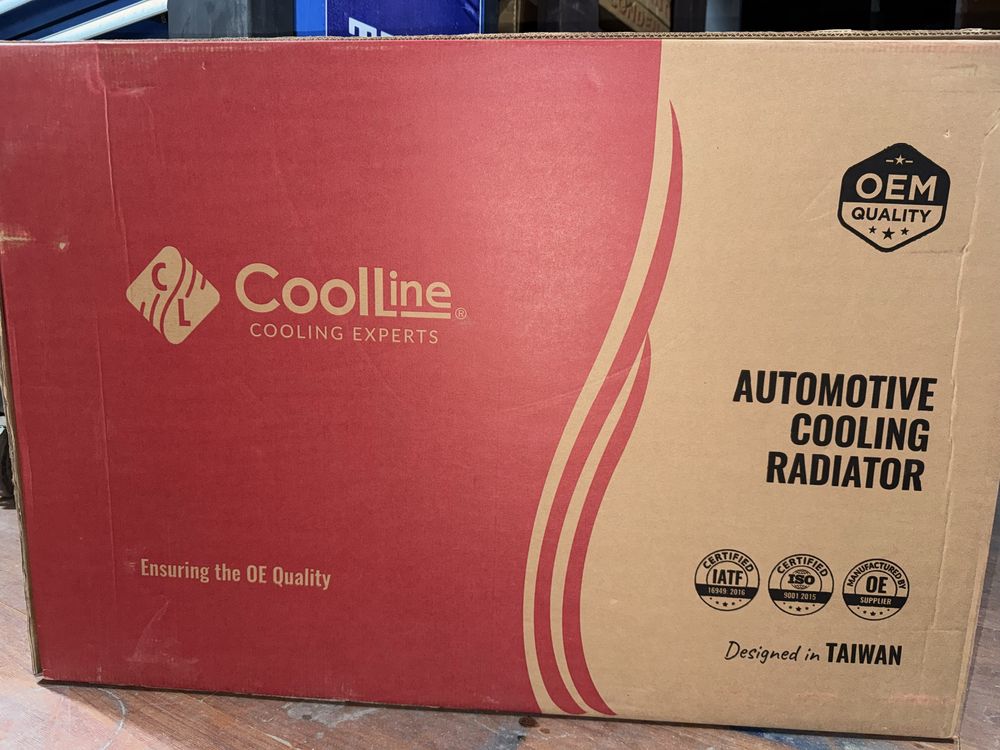 OEM
QUALITY
CL
CoolLine®
COOLING EXPERTS
AUTOMOTIVE
COOLING
RADIATOR
Ensuring the OE Quality
CERTIFIED
IATF
16949: 2016
CERTIFIED
ISO
9001 2015
MANUFACTURED BY
OE
SUPPLIER
Designed in TAIWAN